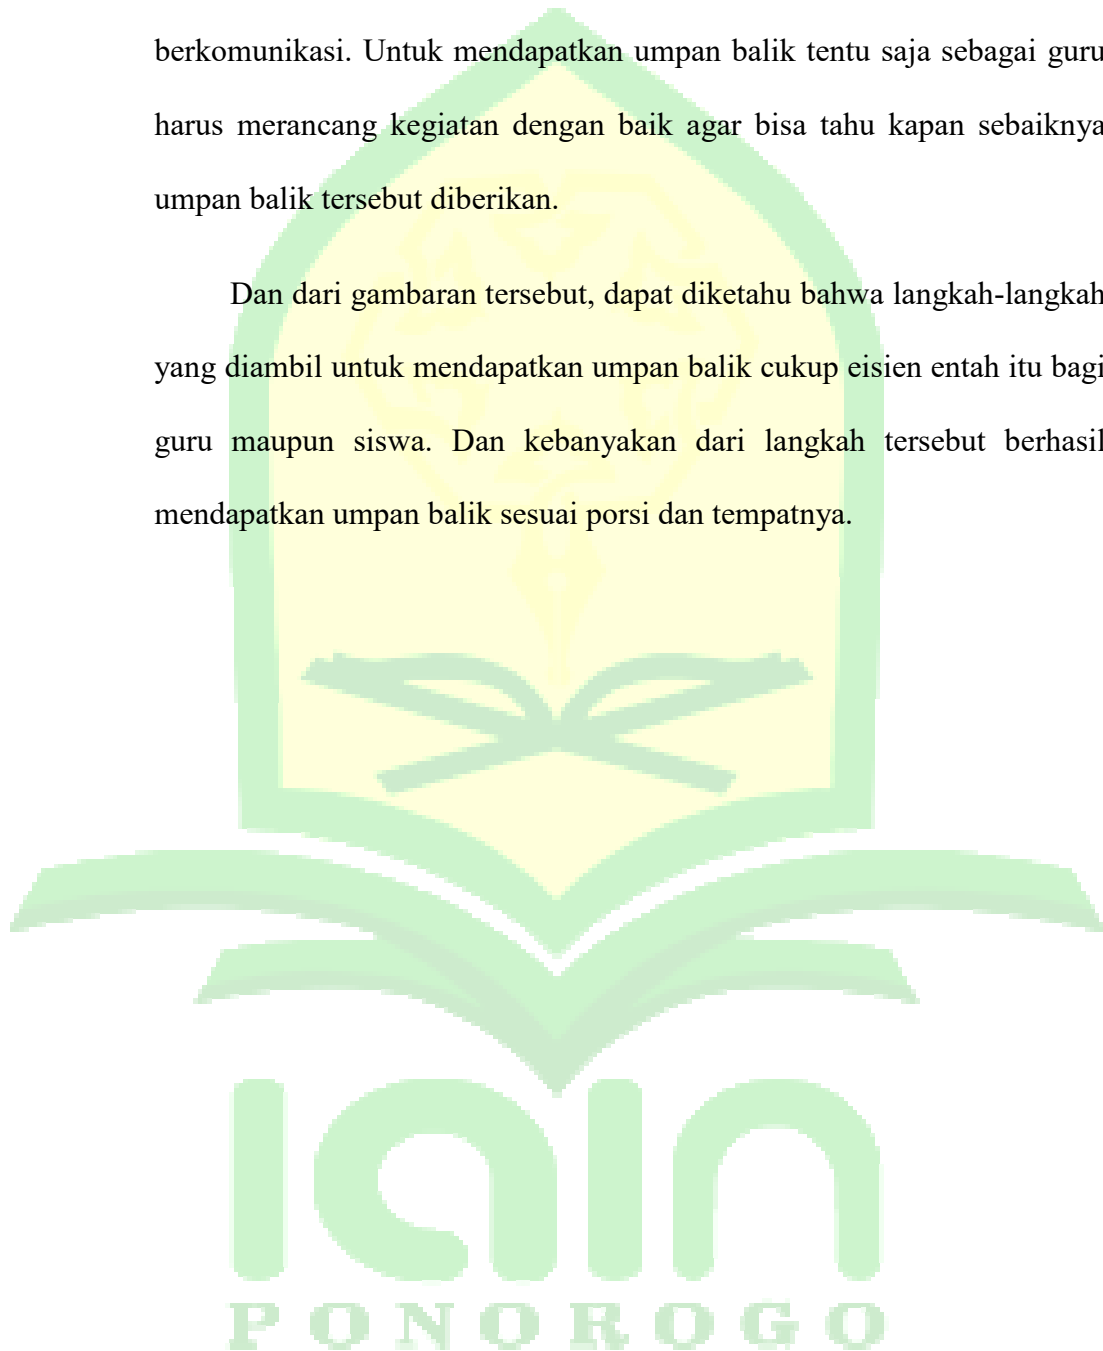 berkomunikasi. Untuk mendapatkan umpan balik tentu saja sebagai guru
harus merancang kegiatan dengan baik agar bisa tahu kapan sebaiknya
umpan balik tersebut diberikan.
Dan dari gambaran tersebut, dapat diketahu bahwa langkah-langkah
yang diambil untuk mendapatkan umpan balik cukup eisien entah itu bagi
guru maupun siswa. Dan kebanyakan dari langkah tersebut berhasil
mendapatkan umpan balik sesuai porsi dan tempatnya.
iain
PONOROGO